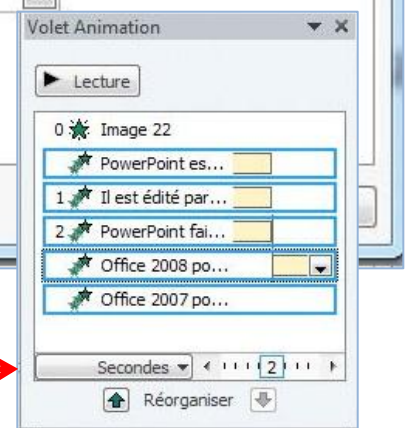 Volet Animation
Lecture
0 Image 22
PowerPoint es...
1 Il est édité par...
2 PowerPoint fai...
Office 2008 po...
Office 2007 po...
Secondes 2
Réorganiser